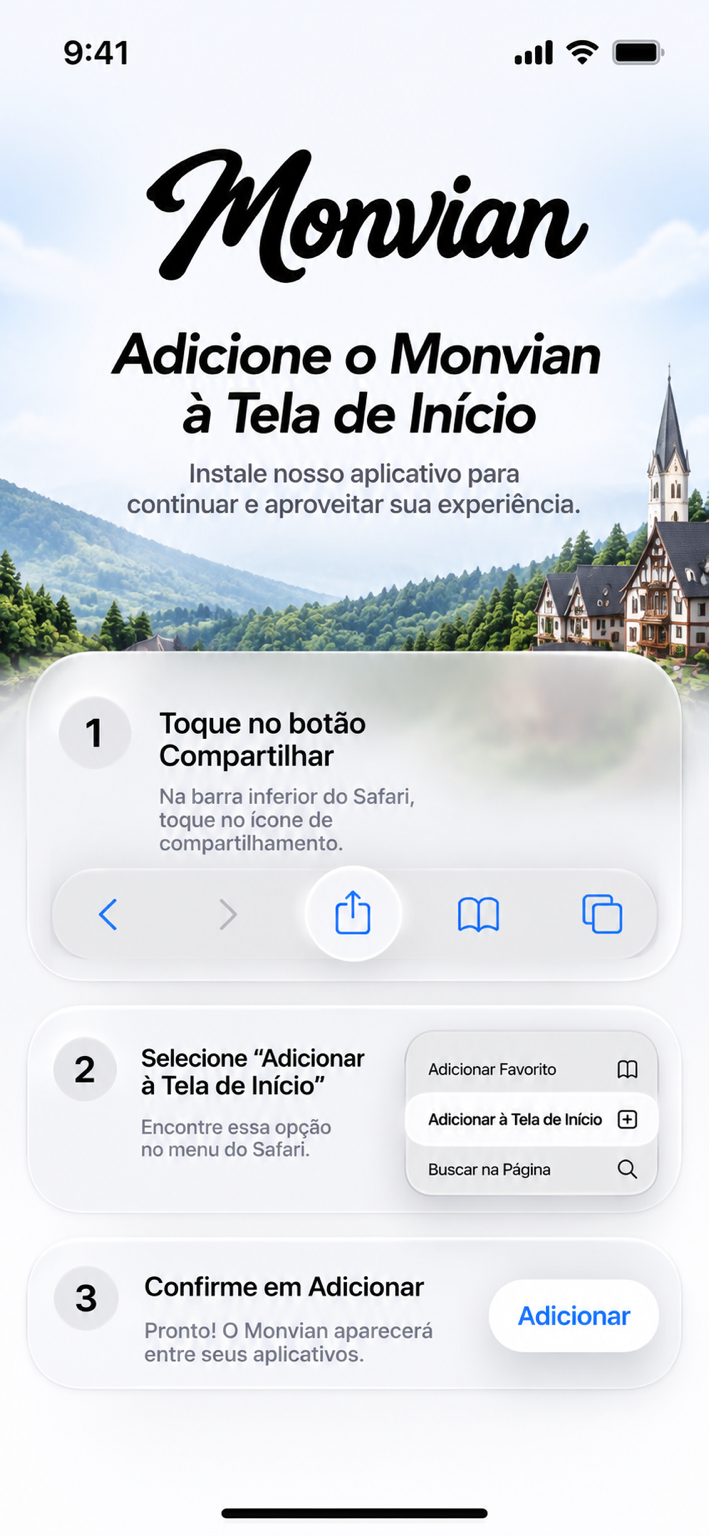 9:41
Monvian
Adicione o Monvian
à Tela de Início
Instale nosso aplicativo para
continuar e aproveitar sua experiência.
1
Toque no botão
Compartilhar
Na barra inferior do Safari,
toque no ícone de
compartilhamento.
2
Selecione “Adicionar
à Tela de Início”
Encontre essa opção
no menu do Safari.
Adicionar Favorito
Adicionar à Tela de Início
Buscar na Página
3
Confirme em Adicionar
Pronto! O Monvian aparecerá
entre seus aplicativos.
Adicionar